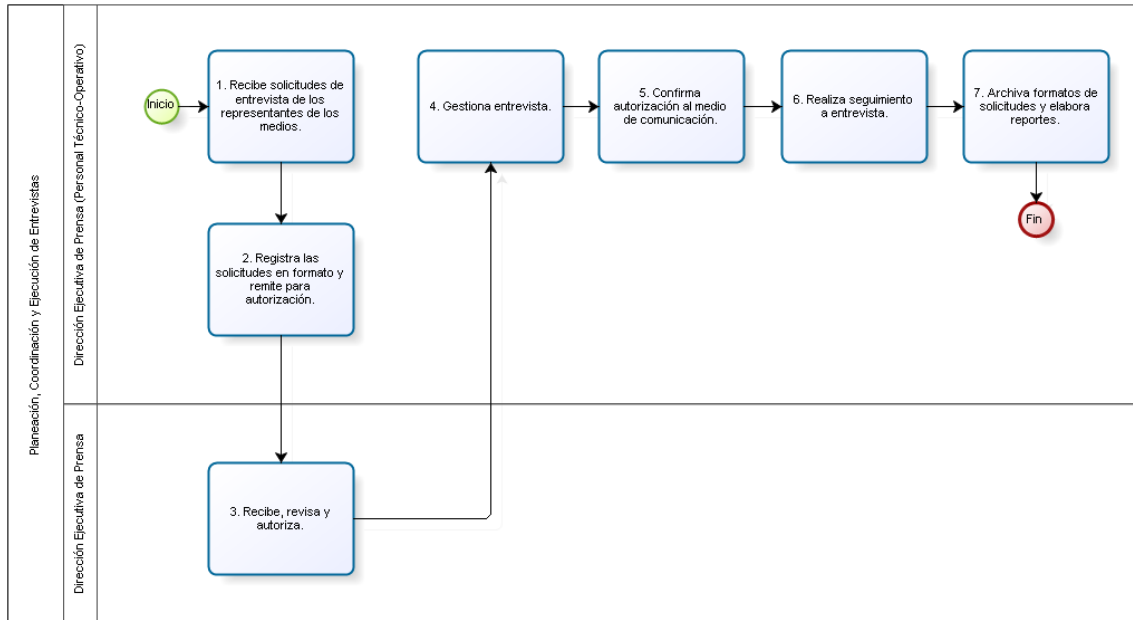 Planeación, Coordinación y Ejecución de Entrevistas
Dirección Ejecutiva de Prensa (Personal Técnico-Operativo)
Inicio
1. Recibe solicitudes de
entrevista de los
representantes de los
medios.
2. Registra las
solicitudes en formato y
remite para
autorización.
4. Gestiona entrevista.
5. Confirma
autorización al medio
de comunicación.
6. Realiza seguimiento
a entrevista.
7. Archiva formatos de
solicitudes y elabora
reportes.
Fin
Dirección Ejecutiva de Prensa
3. Recibe, revisa y
autoriza.